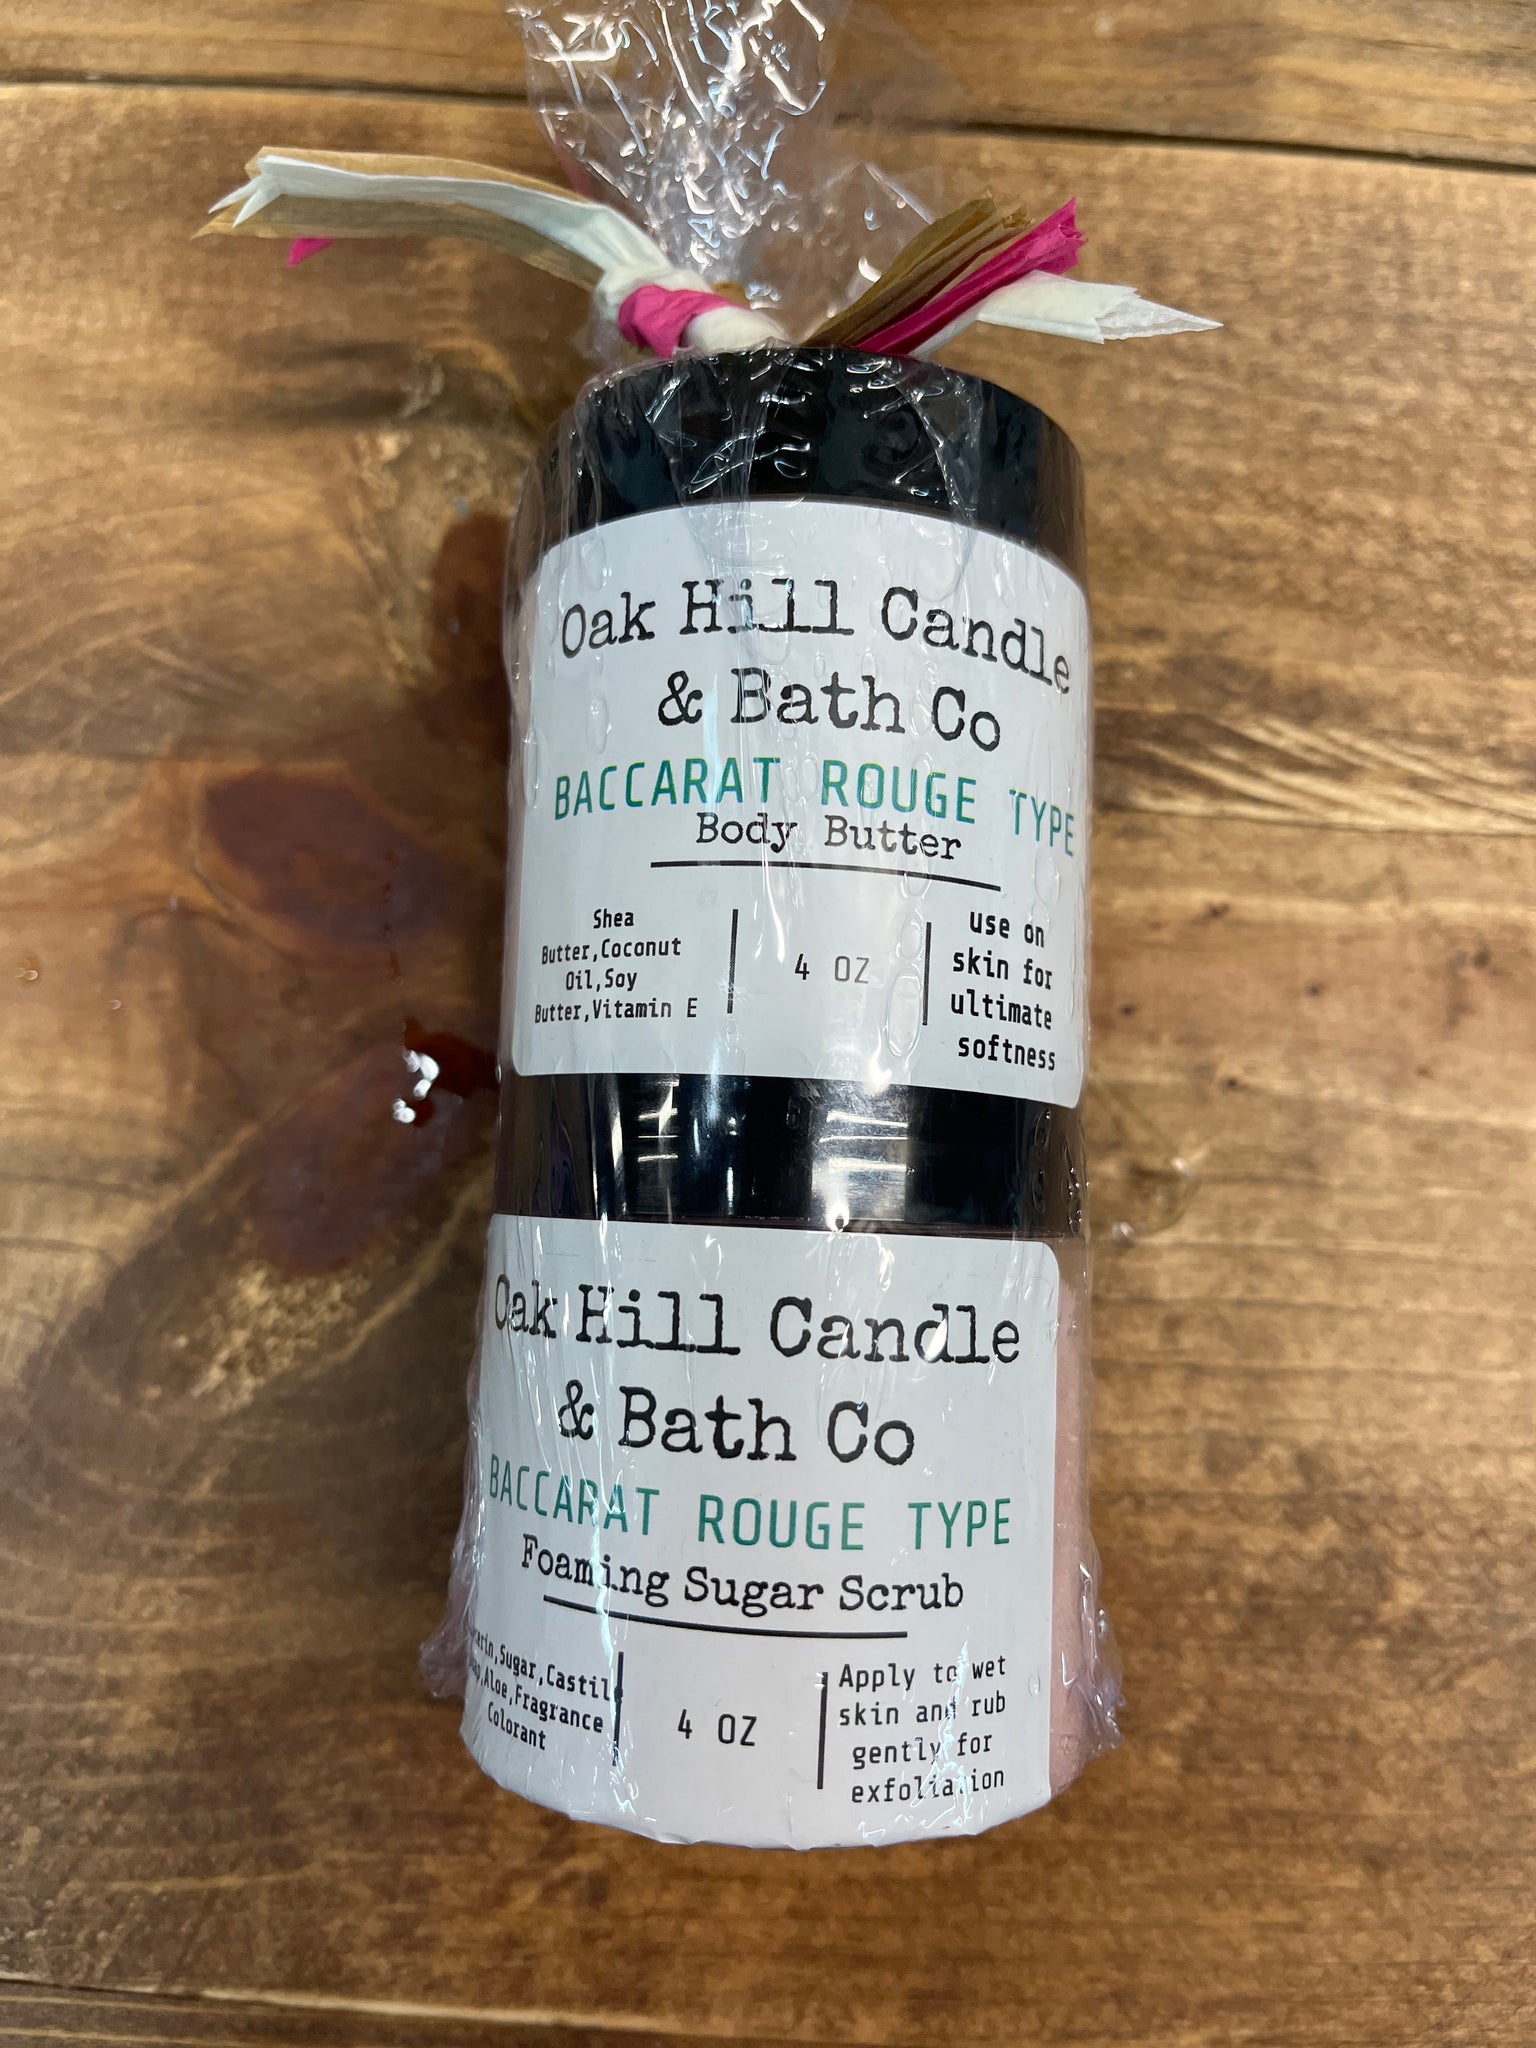 Oak Hill Candle
& Bath Co
BACCARAT ROUGE TYPE
Body Butter
Shea
Butter,Coconut
Oil,Soy
Butter,Vitamin E
4 OZ
use on
skin for
ultimate
softness
Oak Hill Candle
& Bath Co
BACCARAT ROUGE TYPE
Foaming Sugar Scrub
,Sugar,Castil
,Aloe,Fragrance
Colorant
4 OZ
Apply to wet
skin and rub
gently for
exfoliation